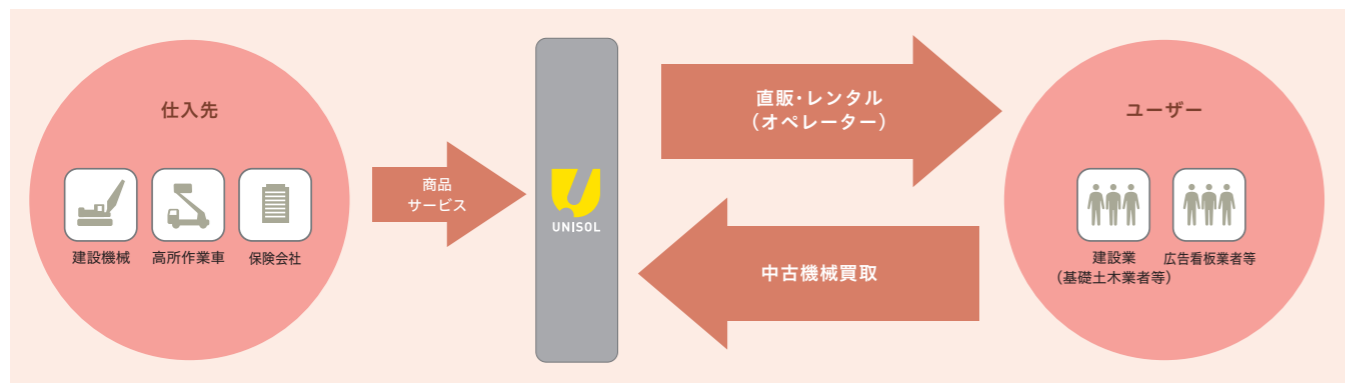 仕入先
建設機械
高所作業車
保険会社
商品
サービス
UNISOL
直販・レンタル
（オペレーター）
中古機械買取
ユーザー
建設業
（基礎土木業者等）
広告看板業者等